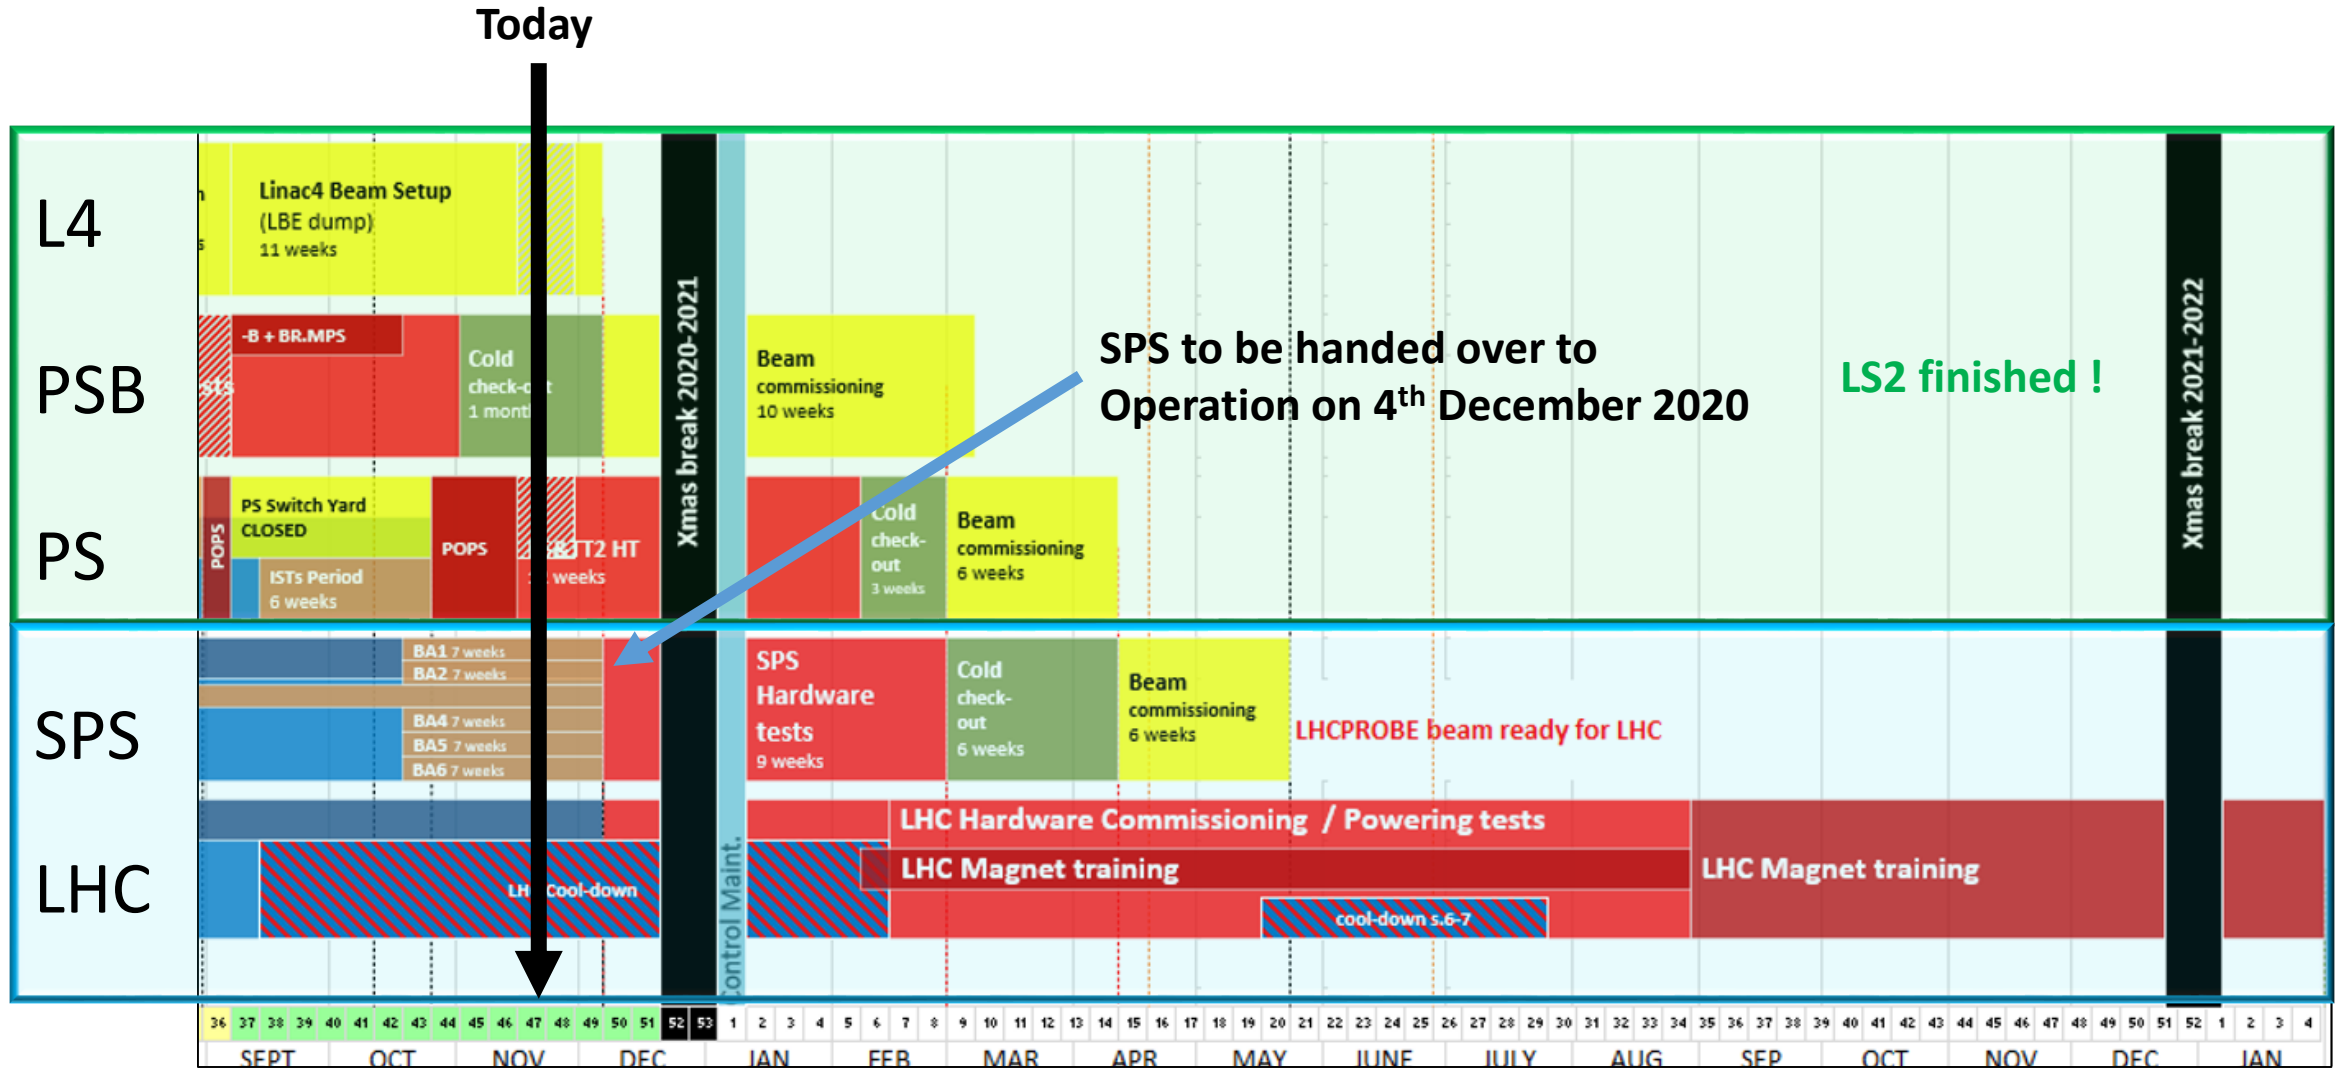 Today
L4
n
s
Linac4 Beam Setup
(LBE dump)
11 weeks
PSB
sts
-B + BR.MPS
Cold
check-out
1 month
Beam
commissioning
10 weeks
SPS to be handed over to
Operation on 4th December 2020
LS2 finished !
Xmas break 2020-2021
Xmas break 2021-2022
PS
POPS
PS Switch Yard
CLOSED
ISTs Period
6 weeks
POPS
TT2 HT
weeks
Cold
check-
out
3 weeks
Beam
commissioning
6 weeks
SPS
BA1 7 weeks
BA2 7 weeks
BA4 7 weeks
BA5 7 weeks
BA6 7 weeks
SPS
Hardware
tests
9 weeks
Cold
check-
out
6 weeks
Beam
commissioning
6 weeks
LHCPROBE beam ready for LHC
LHC
LHC Cool-down
Control Maint.
LHC Hardware Commissioning / Powering tests
LHC Magnet training
LHC Magnet training
cool-down s.6-7
36 37 38 39 40 41 42 43 44 45 46 47 48 49 50 51 52 53 1 2 3 4 5 6 7 8 9 10 11 12 13 14 15 16 17 18 19 20 21 22 23 24 25 26 27 28 29 30 31 32 33 34 35 36 37 38 39 40 41 42 43 44 45 46 47 48 49 50 51 52 1 2 3 4
SEPT OCT NOV DEC JAN FEB MAR APR MAY JUNE JULY AUG SEP OCT NOV DEC JAN